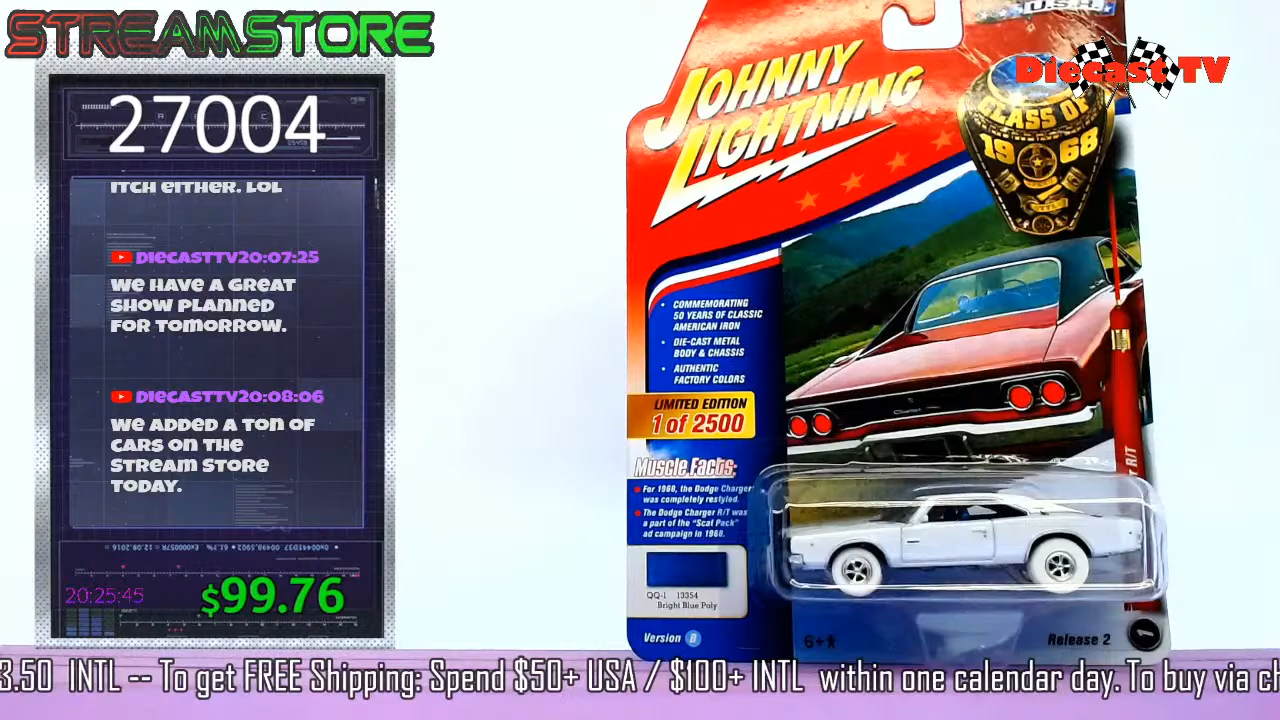 STREAMSTORE
27004
ITCH EITHER. LOL
DIECASTTV20:07:25
WE HAVE A GREAT
SHOW PLANNED
FOR TOMORROW.
DIECASTTV20:08:06
WE ADDED A TON OF
CARS ON THE
STREAM STORE
TODAY.
20:25:45
$99.76
U.S.A.
Diecast TV
JOHNNY
LIGHTNING
CLASS OF
1968
COMMEMORATING
50 YEARS OF CLASSIC
AMERICAN IRON
DIE-CAST METAL
BODY & CHASSIS
AUTHENTIC
FACTORY COLORS
LIMITED EDITION
1 of 2500
Muscle Facts:
For 1968, the Dodge Charger
was completely restyled.
The Dodge Charger R/T was
a part of the "Scat Pack"
ad campaign in 1968.
QQ-1 13354
Bright Blue Poly
Version B
6+
Release 2
1
R/T
3.50 INTL -- To get FREE Shipping: Spend $50+ USA / $100+ INTL within one calendar day. To buy via ch